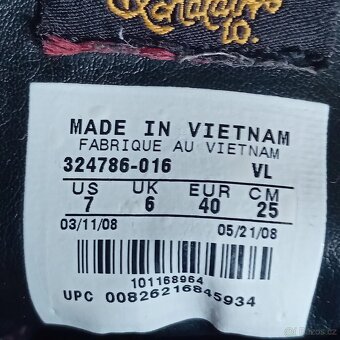 10.
MADE IN VIETNAM
FABRIQUE AU VIETNAM
324786-016 VL
US UK EUR CM
7 6 40 25
03/11/08 05/21/08
101168964
UPC 00826216845934